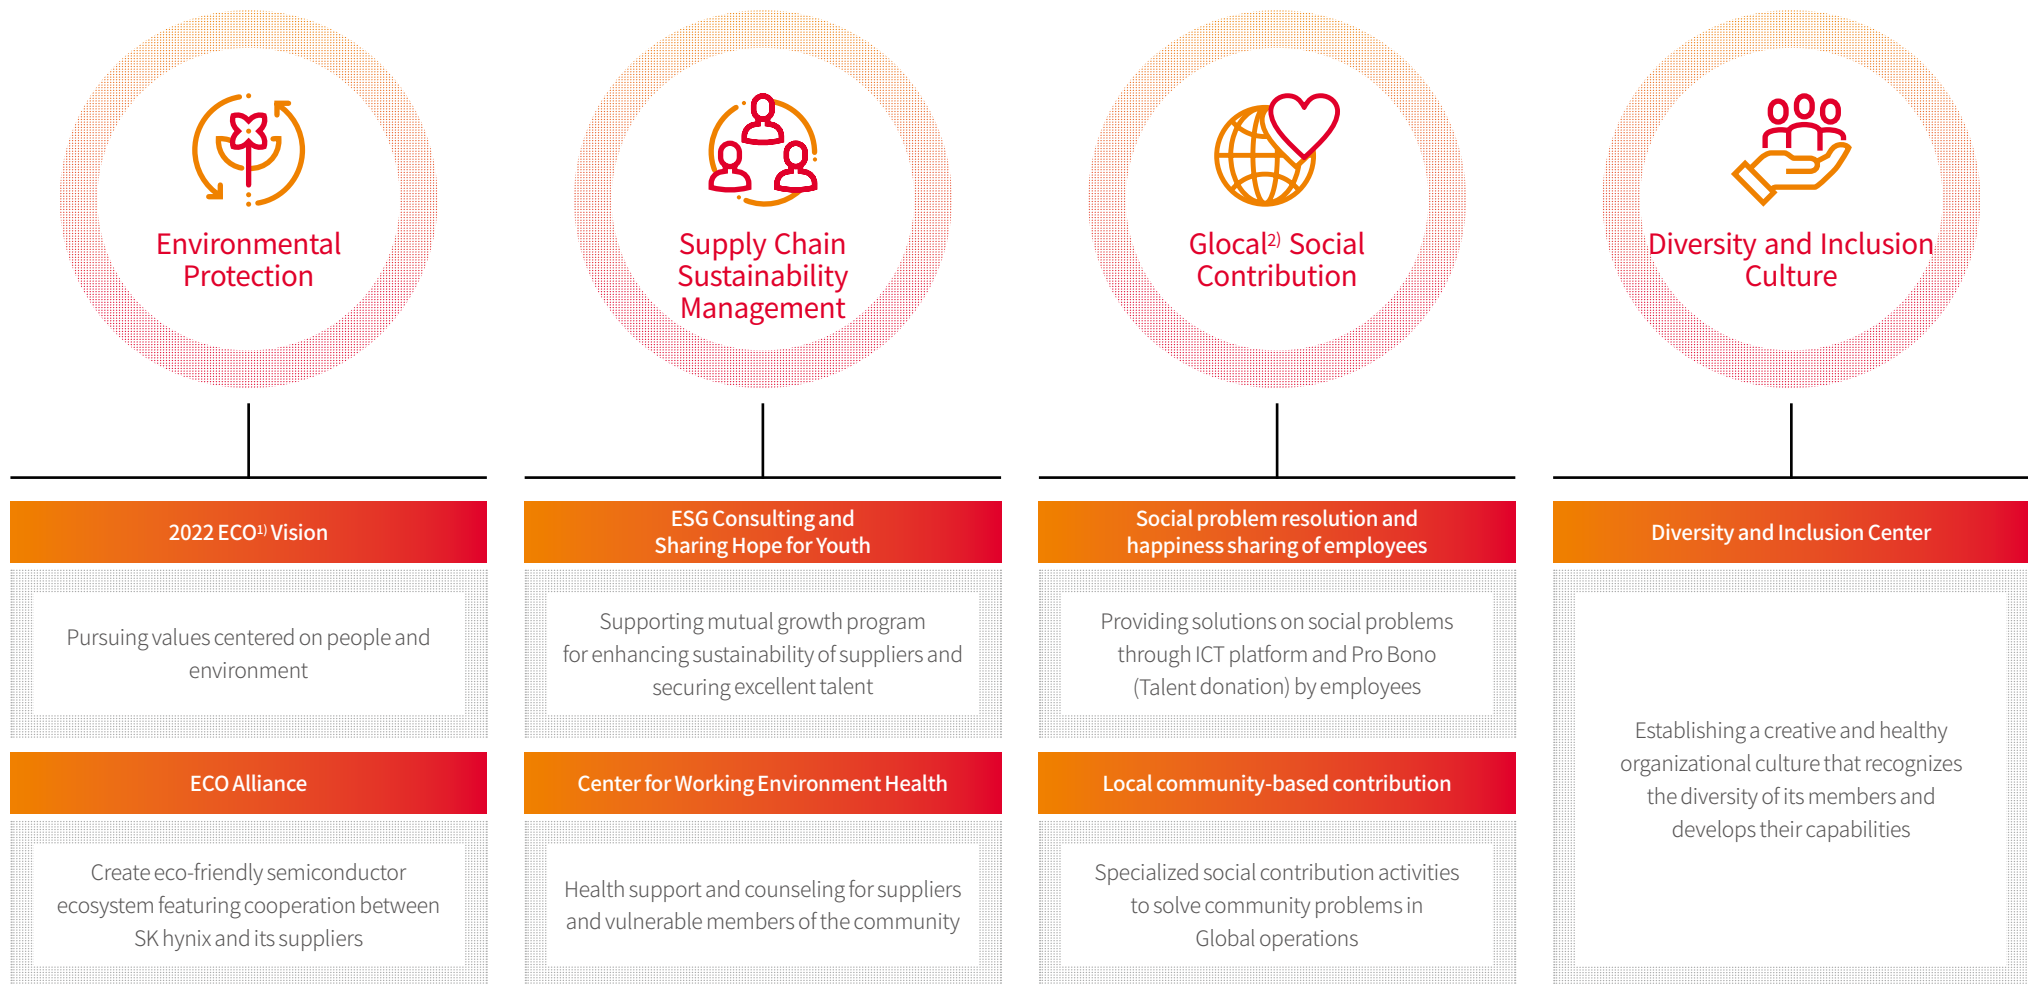 Environmental
Protection
2022 ECO1) Vision
Pursuing values centered on people and
environment
ECO Alliance
Create eco-friendly semiconductor
ecosystem featuring cooperation between
SK hynix and its suppliers
Supply Chain
Sustainability
Management
ESG Consulting and
Sharing Hope for Youth
Supporting mutual growth program
for enhancing sustainability of suppliers and
securing excellent talent
Center for Working Environment Health
Health support and counseling for suppliers
and vulnerable members of the community
Glocal2) Social
Contribution
Social problem resolution and
happiness sharing of employees
Providing solutions on social problems
through ICT platform and Pro Bono
(Talent donation) by employees
Local community-based contribution
Specialized social contribution activities
to solve community problems in
Global operations
Diversity and Inclusion
Culture
Diversity and Inclusion Center
Establishing a creative and healthy
organizational culture that recognizes
the diversity of its members and
develops their capabilities